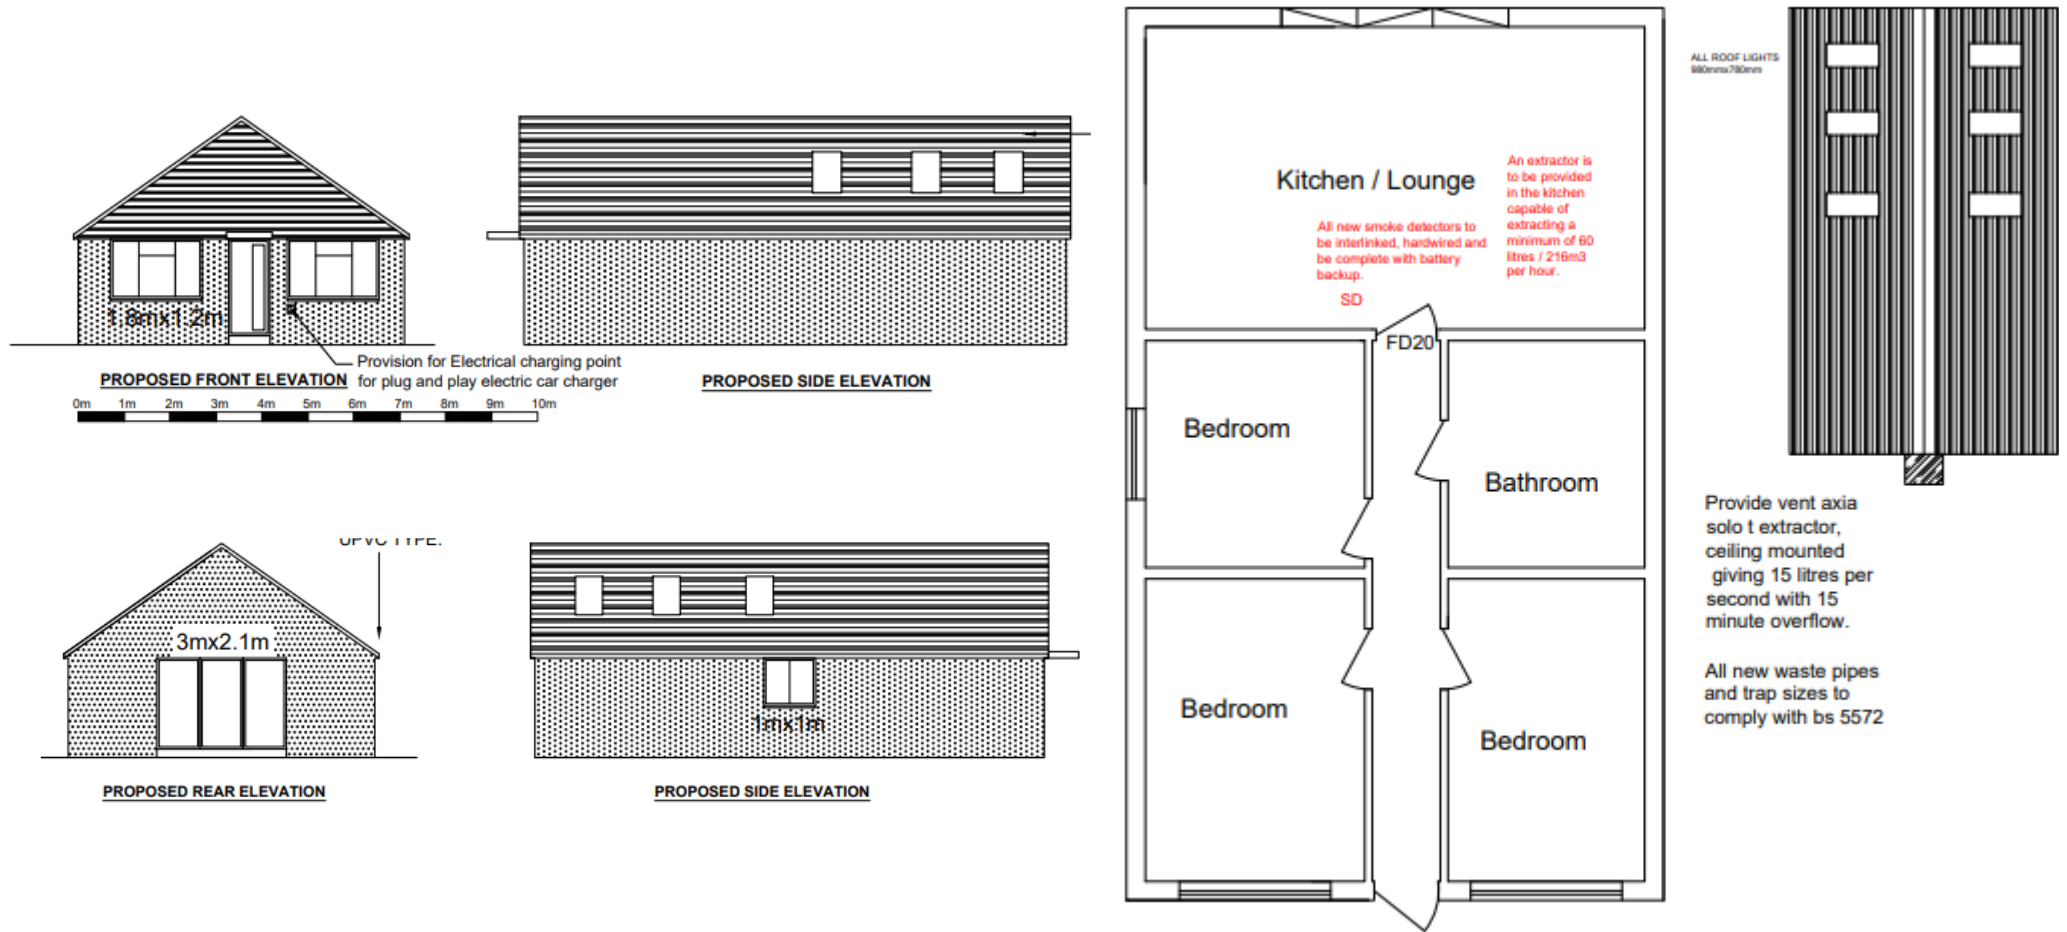 1.8mx1.2m
Provision for Electrical charging point
for plug and play electric car charger
PROPOSED FRONT ELEVATION
0m 1m 2m 3m 4m 5m 6m 7m 8m 9m 10m
PROPOSED SIDE ELEVATION
UPVC TYPE.
3mx2.1m
PROPOSED REAR ELEVATION
1mx1m
PROPOSED SIDE ELEVATION
Kitchen / Lounge
An extractor is
to be provided
in the kitchen
capable of
extracting a
minimum of 60
litres / 216m3
per hour.
All new smoke detectors to
be interlinked, hardwired and
be complete with battery
backup.
SD
FD20
Bedroom
Bathroom
Bedroom
Bedroom
ALL ROOF LIGHTS
980mmx780mm
Provide vent axia
solo t extractor,
ceiling mounted
giving 15 litres per
second with 15
minute overflow.
All new waste pipes
and trap sizes to
comply with bs 5572